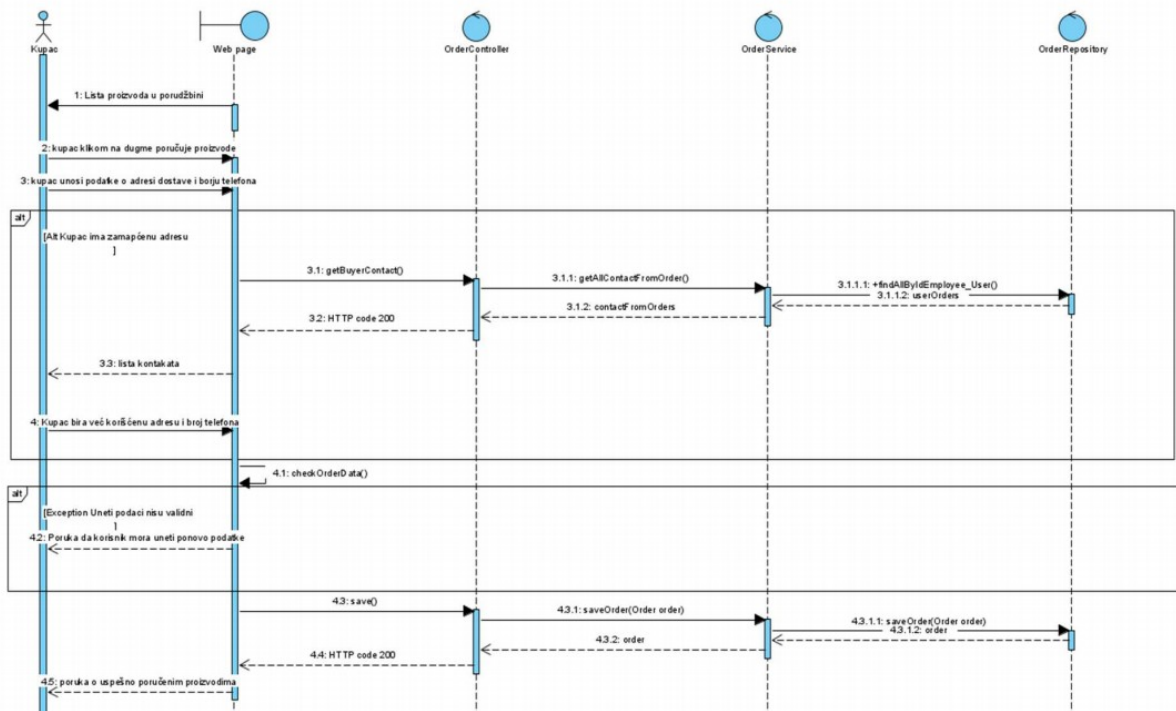 Kupac
Web page
OrderController
OrderService
OrderRepository
1: Lista proizvoda u porudžbini
2: kupac klikom na dugme poručuje proizvode
3: kupac unosi podatke o adresi dostave i borju telefona
alt
[Alt Kupac ima zamapćenu adresu
]
3.1: getBuyerContact()
3.1.1: getAllContactFromOrder()
3.1.1.1: +findAllByIdEmployee_User()
3.1.1.2: userOrders
3.1.2: contactFromOrders
3.2: HTTP code 200
3.3: lista kontakata
4: Kupac bira već koršćenu adresu i broj telefona
4.1: checkOrderData()
alt
[Exception Uneti podaci nisu validni
]
4.2: Poruka da korisnik mora uneti ponovo podatke
4.3: save()
4.3.1: saveOrder(Order order)
4.3.1.1: saveOrder(Order order)
4.3.1.2: order
4.3.2: order
4.4: HTTP code 200
4.5: poruka o uspešno poručenim proizvodima